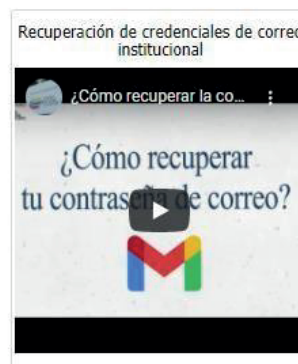 Recuperación de credenciales de correo
institucional
¿Cómo recuperar la co...
¿Cómo recuperar
tu contraseña de correo?